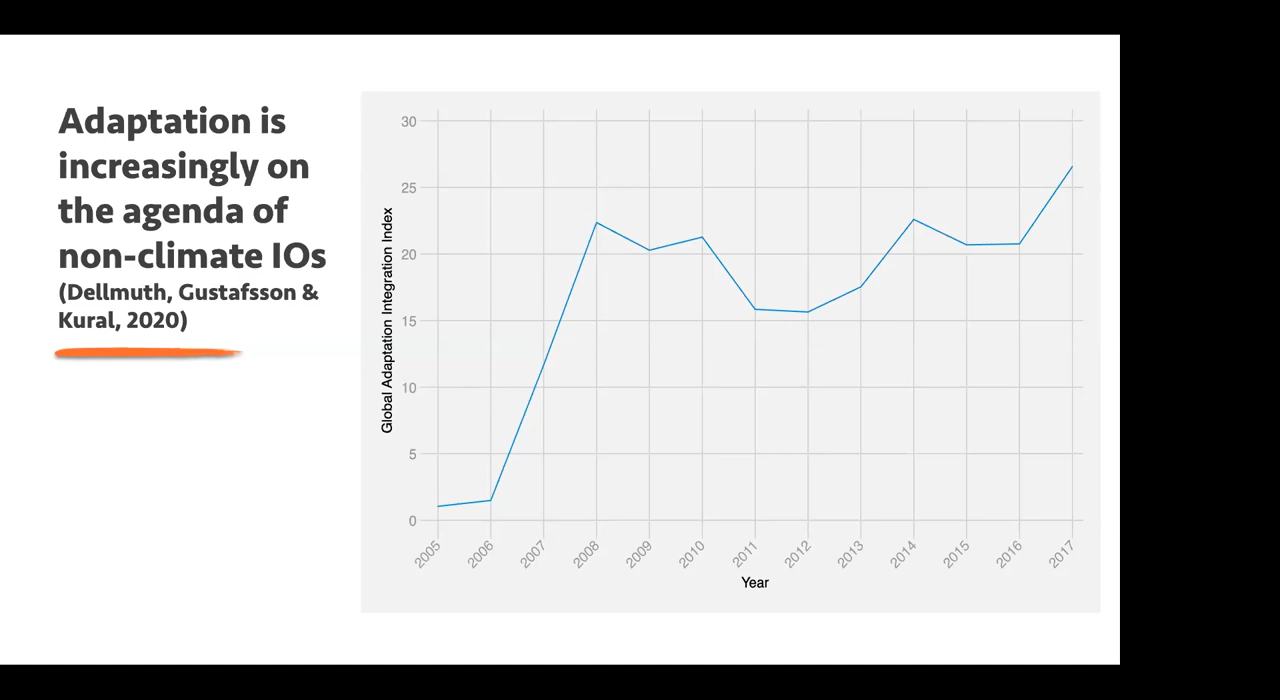 Adaptation is
increasingly on
the agenda of
non-climate IOs
(Dellmuth, Gustafsson &
Kural, 2020)
Global Adaptation Integration Index
30
25
20
15
10
5
0
2005 2006 2007 2008 2009 2010 2011 2012 2013 2014 2015 2016 2017
Year